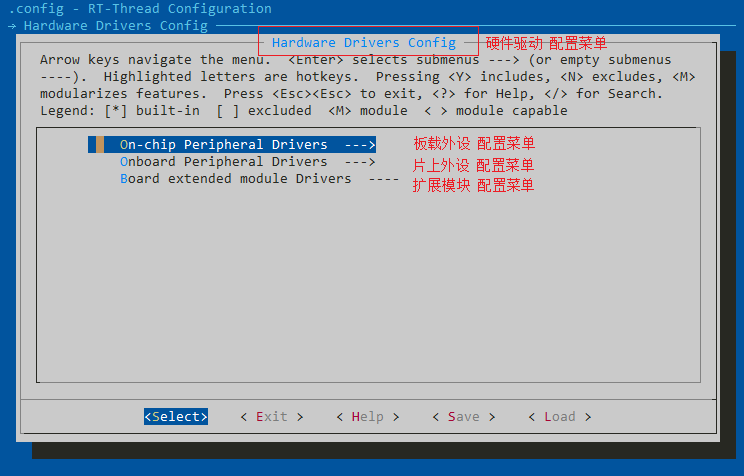 .config - RT-Thread Configuration
→ Hardware Drivers Config
Hardware Drivers Config 硬件驱动 配置菜单
Arrow keys navigate the menu. <Enter> selects submenus ---> (or empty submenus
----). Highlighted letters are hotkeys. Pressing <Y> includes, <N> excludes, <M>
modularizes features. Press <Esc><Esc> to exit, <?> for Help, </> for Search.
Legend: [*] built-in [ ] excluded <M> module < > module capable
On-chip Peripheral Drivers ---> 板载外设 配置菜单
Onboard Peripheral Drivers ---> 片上外设 配置菜单
Board extended module Drivers ---- 扩展模块 配置菜单
<Select> < Exit > < Help > < Save > < Load >